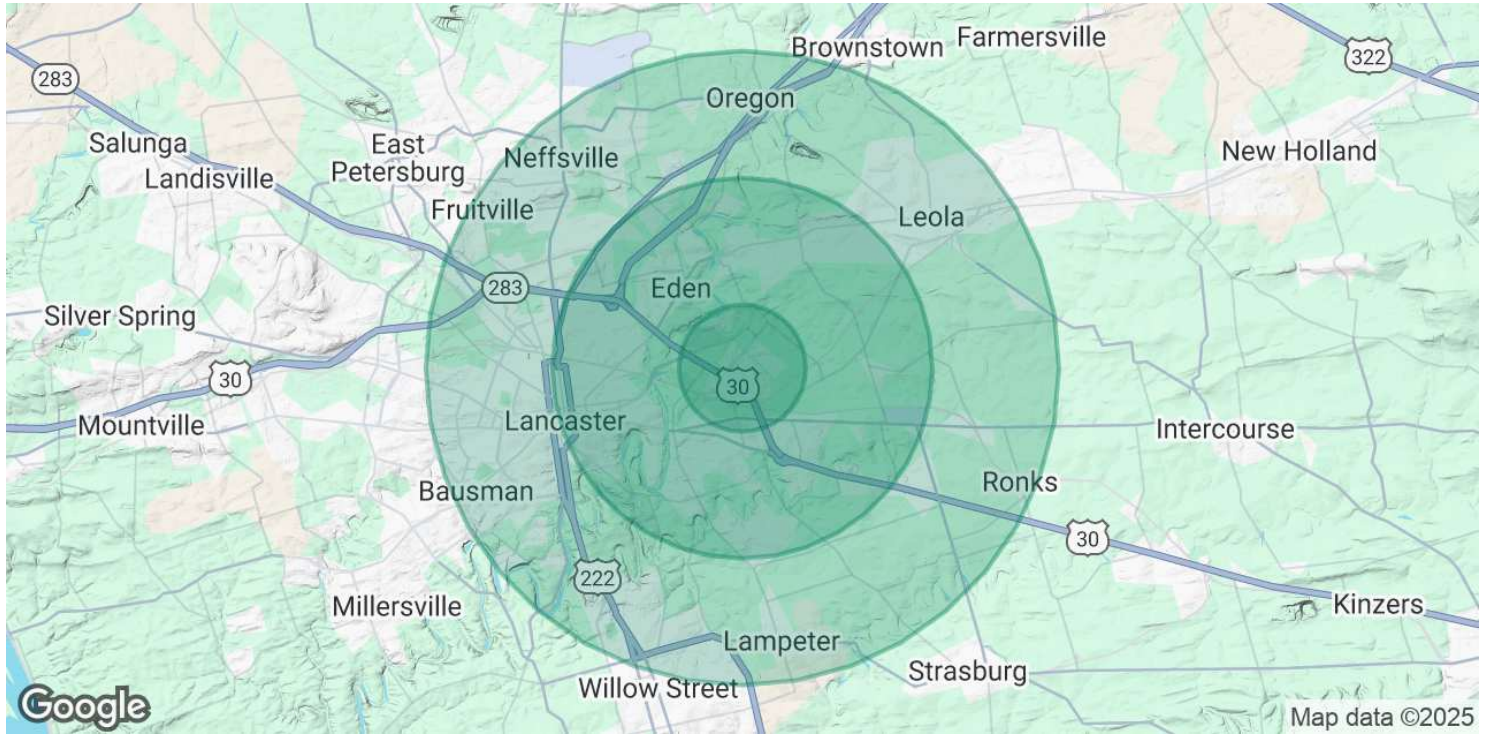 Brownstown
Farmersville
322
283
Oregon
Salunga
East
Petersburg
Neffsville
New Holland
Landisville
Fruitville
Leola
283
Eden
Silver Spring
30
30
Mountville
Lancaster
Intercourse
Bausman
Ronks
30
222
Millersville
Kinzers
Lampeter
Strasburg
Willow Street
Google
Map data ©2025